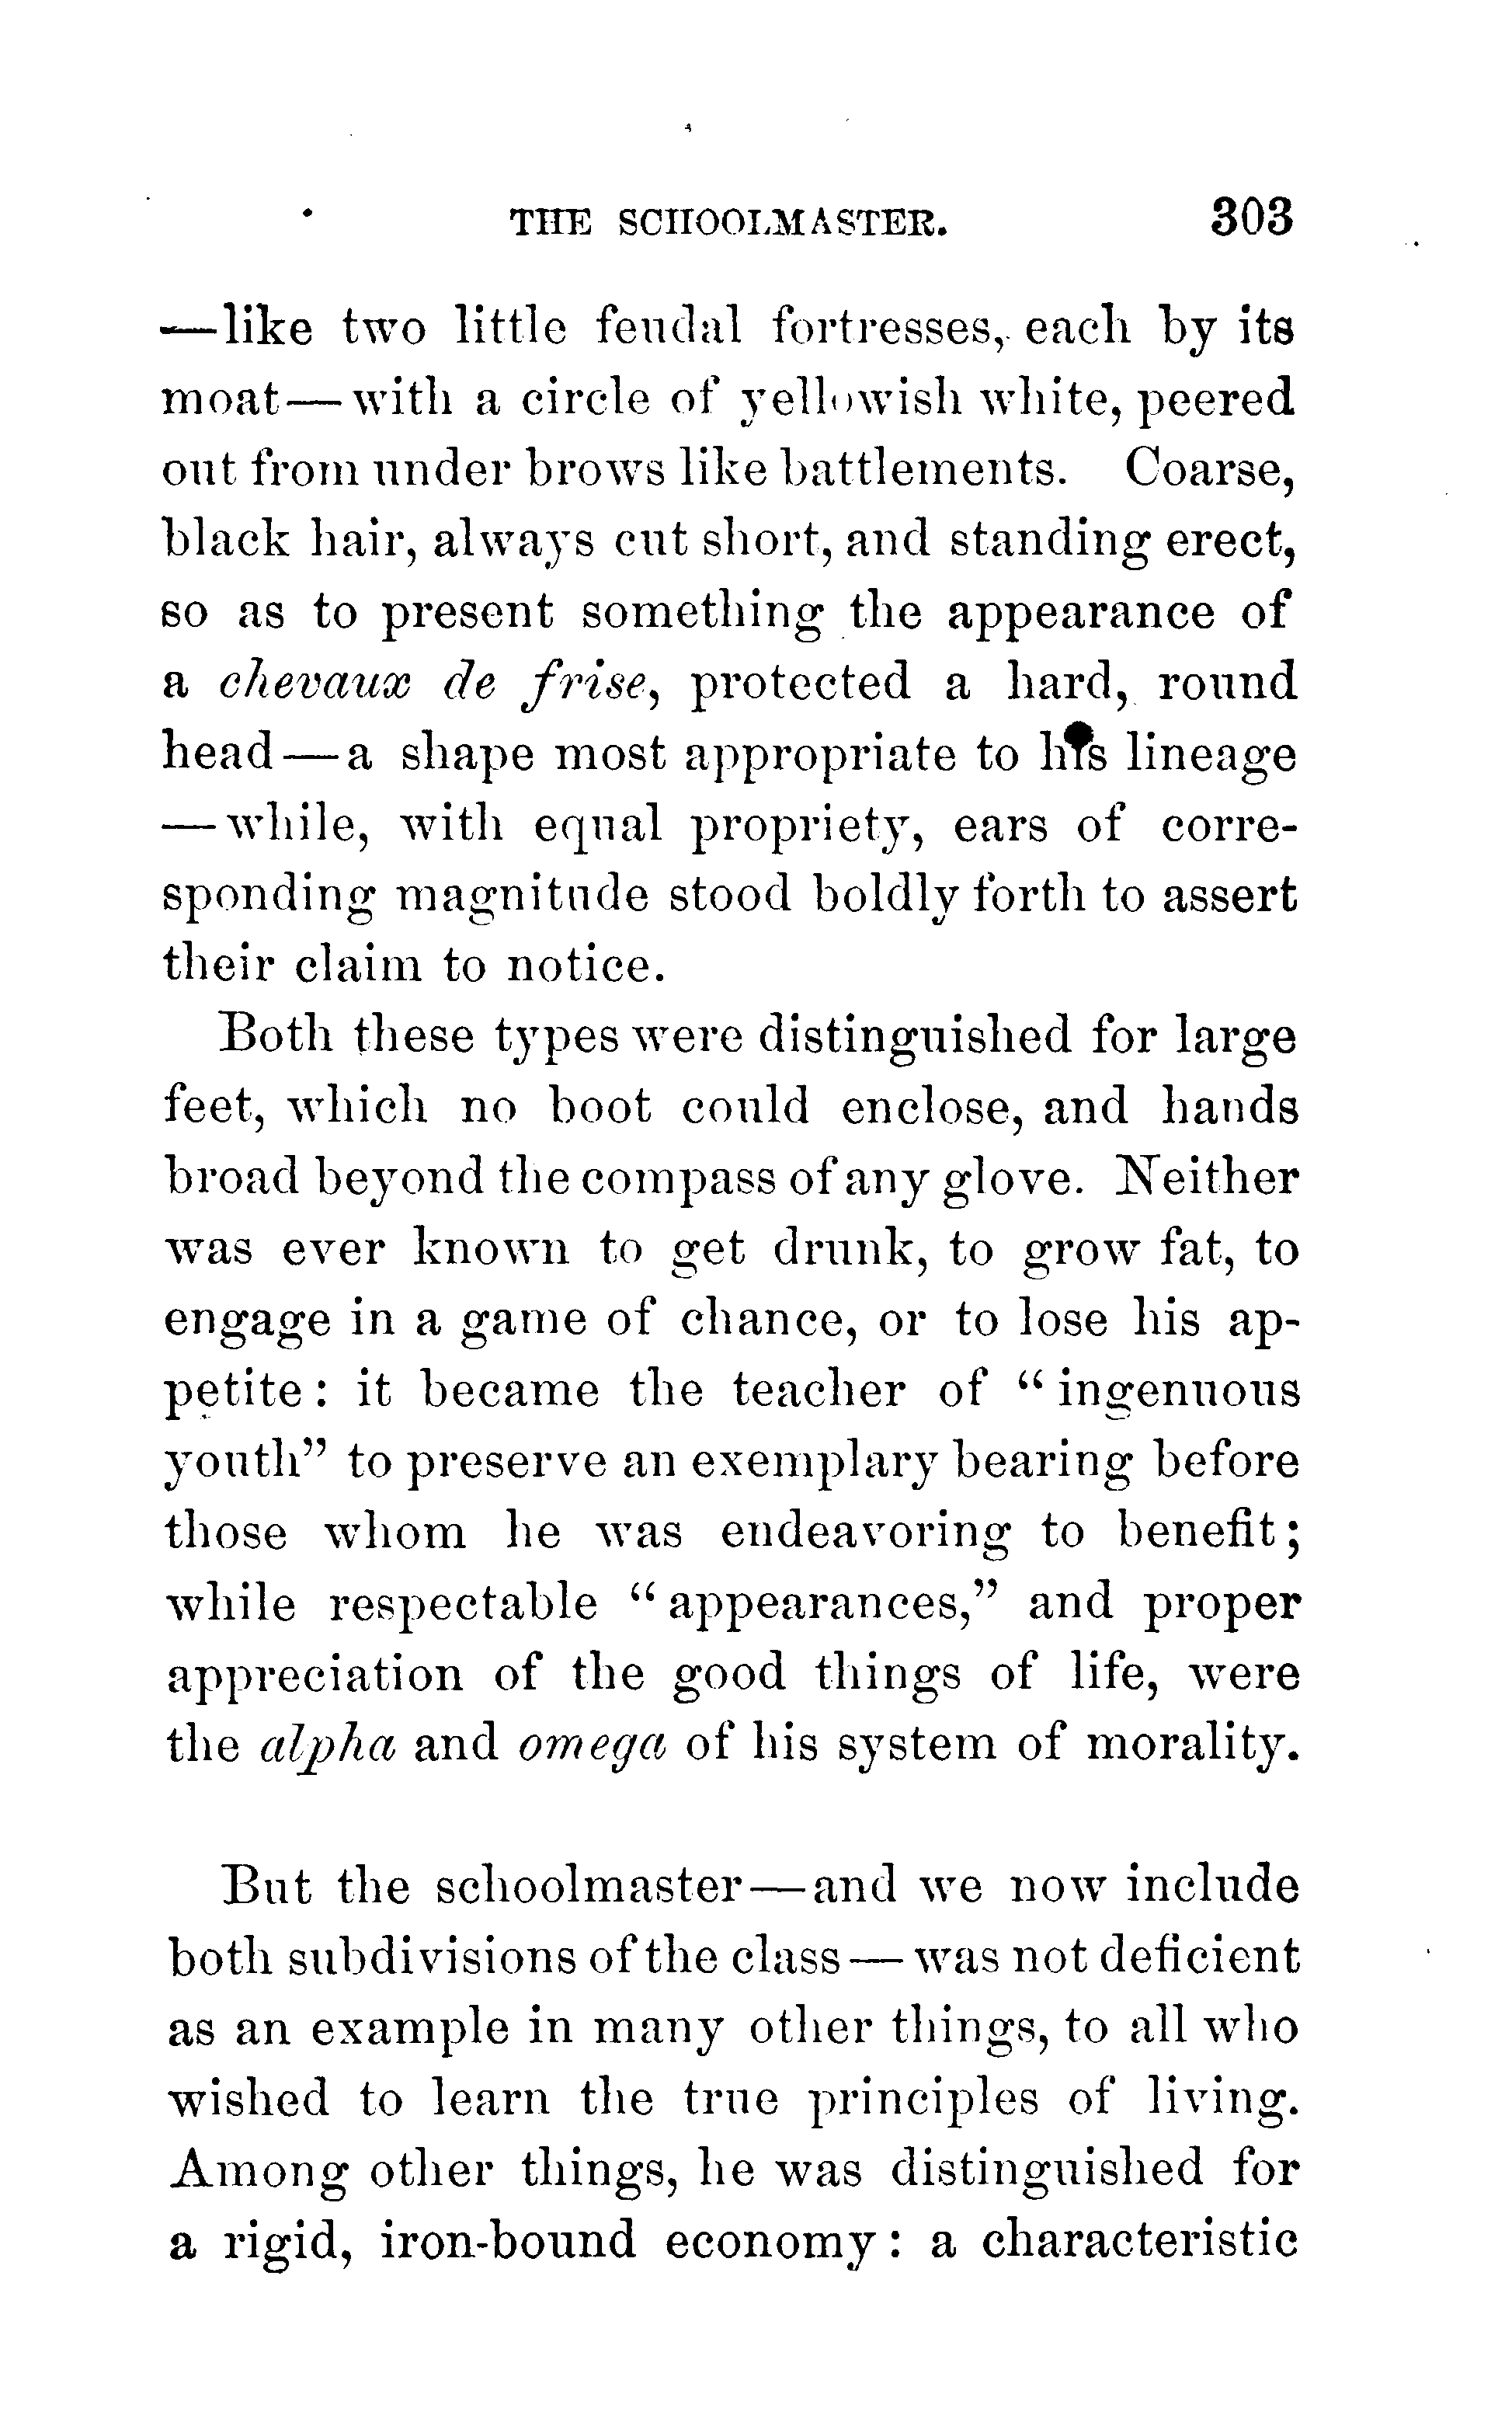 THE SCHOOLMASTER. 303
—like two little feudal fortresses, each by its
moat—with a circle of yellowish white, peered
out from under brows like battlements. Coarse,
black hair, always cut short, and standing erect,
so as to present something the appearance of
a chevaux de frise, protected a hard, round
head—a shape most appropriate to his lineage
—while, with equal propriety, ears of corre-
sponding magnitude stood boldly forth to assert
their claim to notice.
Both these types were distinguished for large
feet, which no boot could enclose, and hands
broad beyond the compass of any glove. Neither
was ever known to get drunk, to grow fat, to
engage in a game of chance, or to lose his ap-
petite: it became the teacher of "ingenuous
youth" to preserve an exemplary bearing before
those whom he was endeavoring to benefit;
while respectable "appearances," and proper
appreciation of the good things of life, were
the alpha and omega of his system of morality.
But the schoolmaster—and we now include
both subdivisions of the class—was not deficient
as an example in many other things, to all who
wished to learn the true principles of living.
Among other things, he was distinguished for
a rigid, iron-bound economy: a characteristic